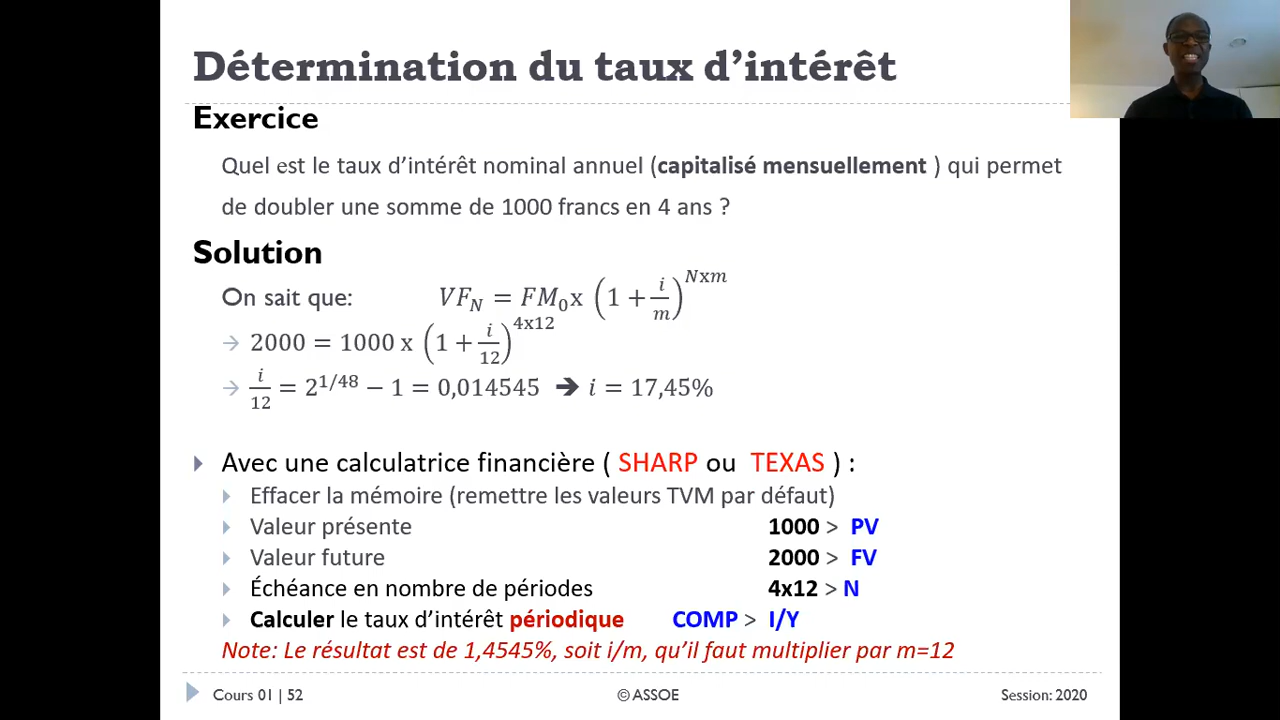 Détermination du taux d’intérêt
Exercice
Quel est le taux d’intérêt nominal annuel (capitalisé mensuellement ) qui permet
de doubler une somme de 1000 francs en 4 ans ?
Solution
On sait que: VF_N = FM_0 x (1 + i/m)^{Nxm}
→ 2000 = 1000 x (1 + i/12)^{4x12}
→ i/12 = 2^{1/48} − 1 = 0,014545 ➔ i = 17,45%
Avec une calculatrice financière ( SHARP ou TEXAS ) :
Effacer la mémoire (remettre les valeurs TVM par défaut)
Valeur présente 1000 > PV
Valeur future 2000 > FV
Échéance en nombre de périodes 4x12 > N
Calculer le taux d’intérêt périodique COMP > I/Y
Note: Le résultat est de 1,4545%, soit i/m, qu’il faut multiplier par m=12
Cours 01 | 52 © ASSOE Session: 2020